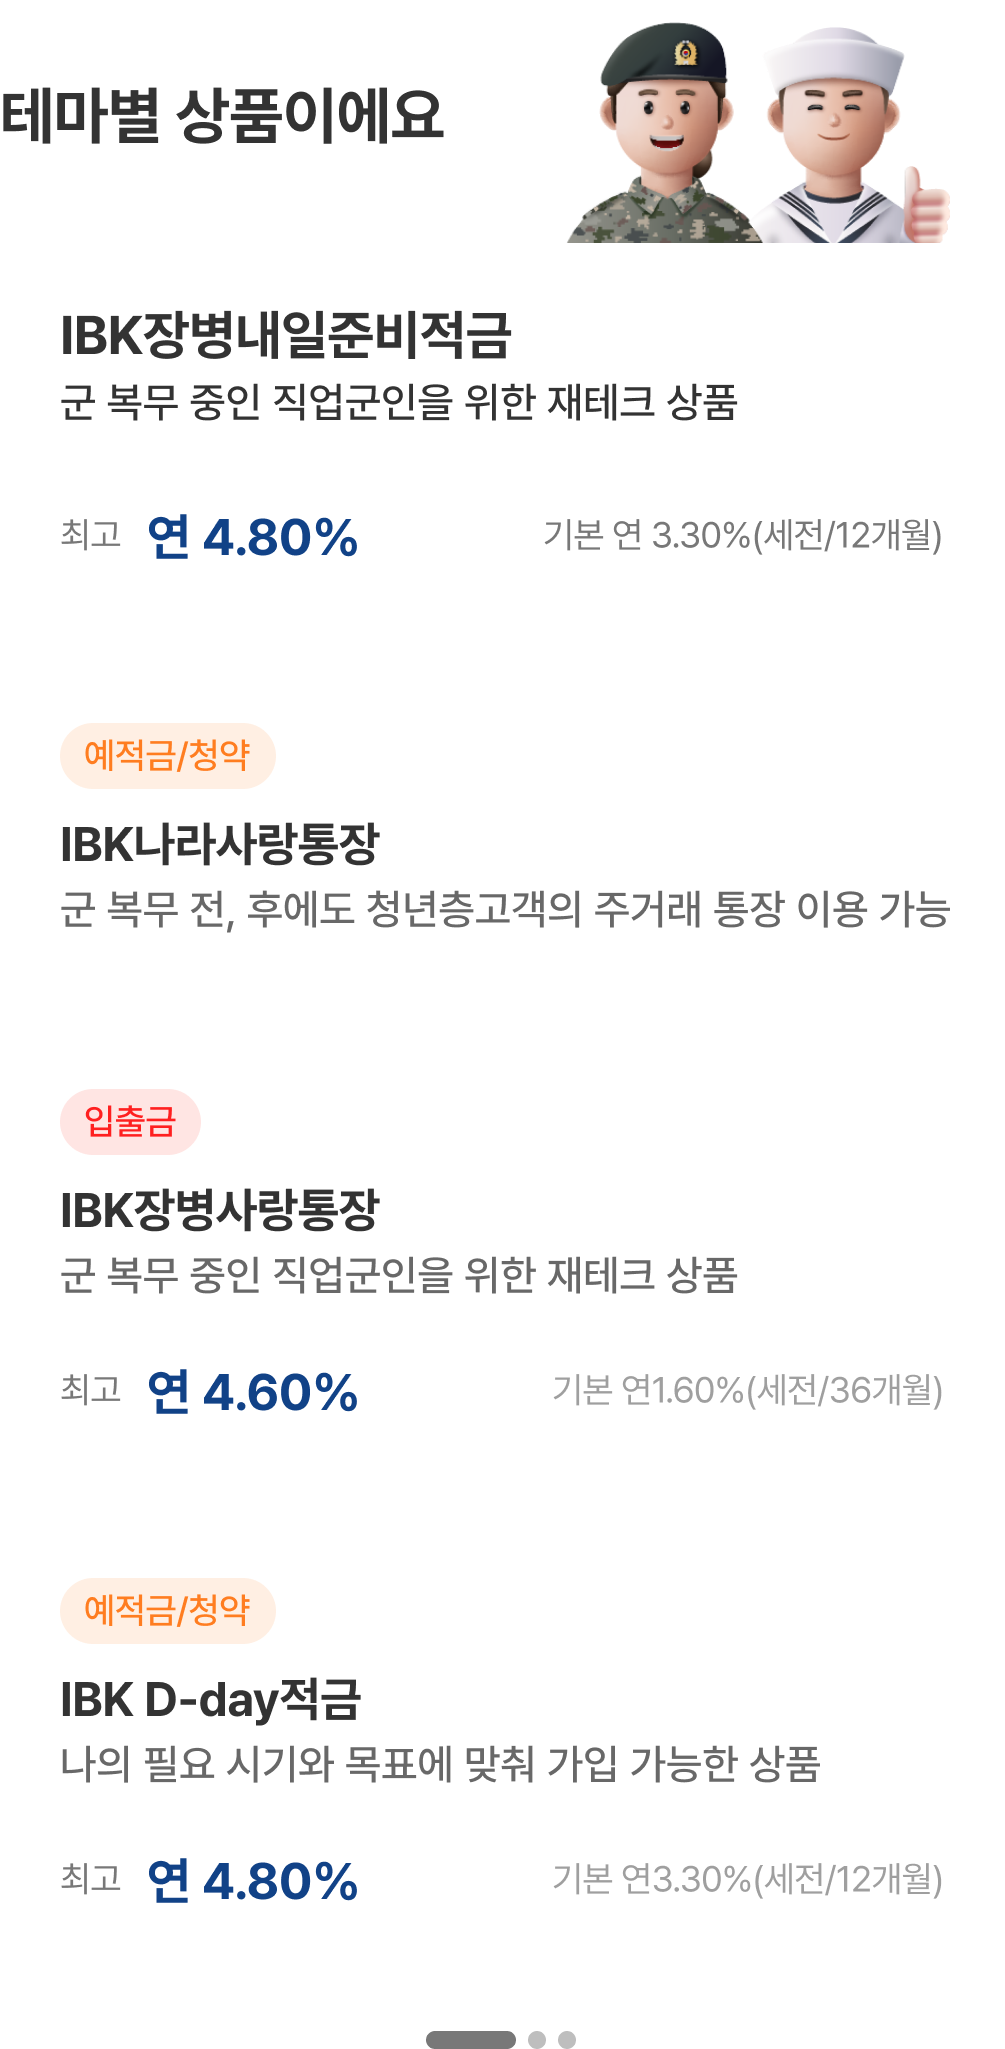 테마별 상품이에요
IBK장병내일준비적금
군 복무 중인 직업군인을 위한 재테크 상품
최고 연 4.80% 기본 연 3.30%(세전/12개월)
예적금/청약
IBK나라사랑통장
군 복무 전, 후에도 청년층고객의 주거래 통장 이용 가능
입출금
IBK장병사랑통장
군 복무 중인 직업군인을 위한 재테크 상품
최고 연 4.60% 기본 연1.60%(세전/36개월)
예적금/청약
IBK D-day적금
나의 필요 시기와 목표에 맞춰 가입 가능한 상품
최고 연 4.80% 기본 연3.30%(세전/12개월)